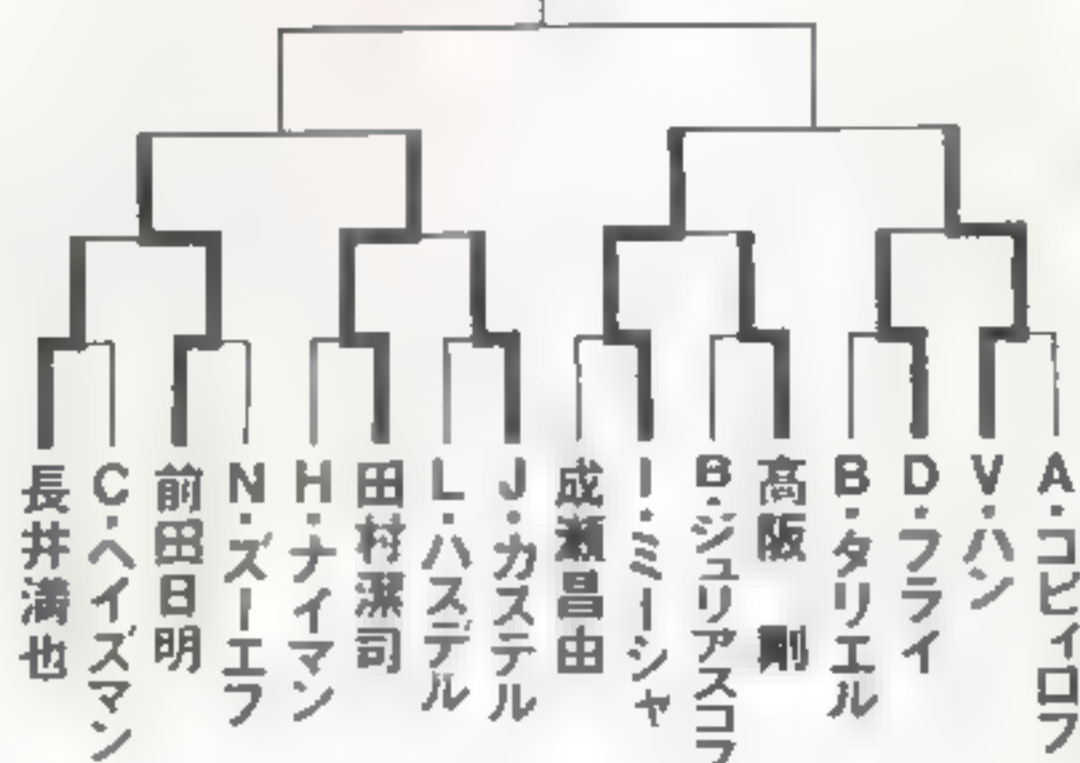 長井満也
C・ヘイズマン
前田日明
N・ズーエフ
H・ナイマン
田村潔司
L・ハスデル
J・カステル
成瀬昌由
I・ミーシャ
B・ジュリアスコフ
高阪 剛
B・タリエル
D・フライ
V・ハン
A・コピィロフ